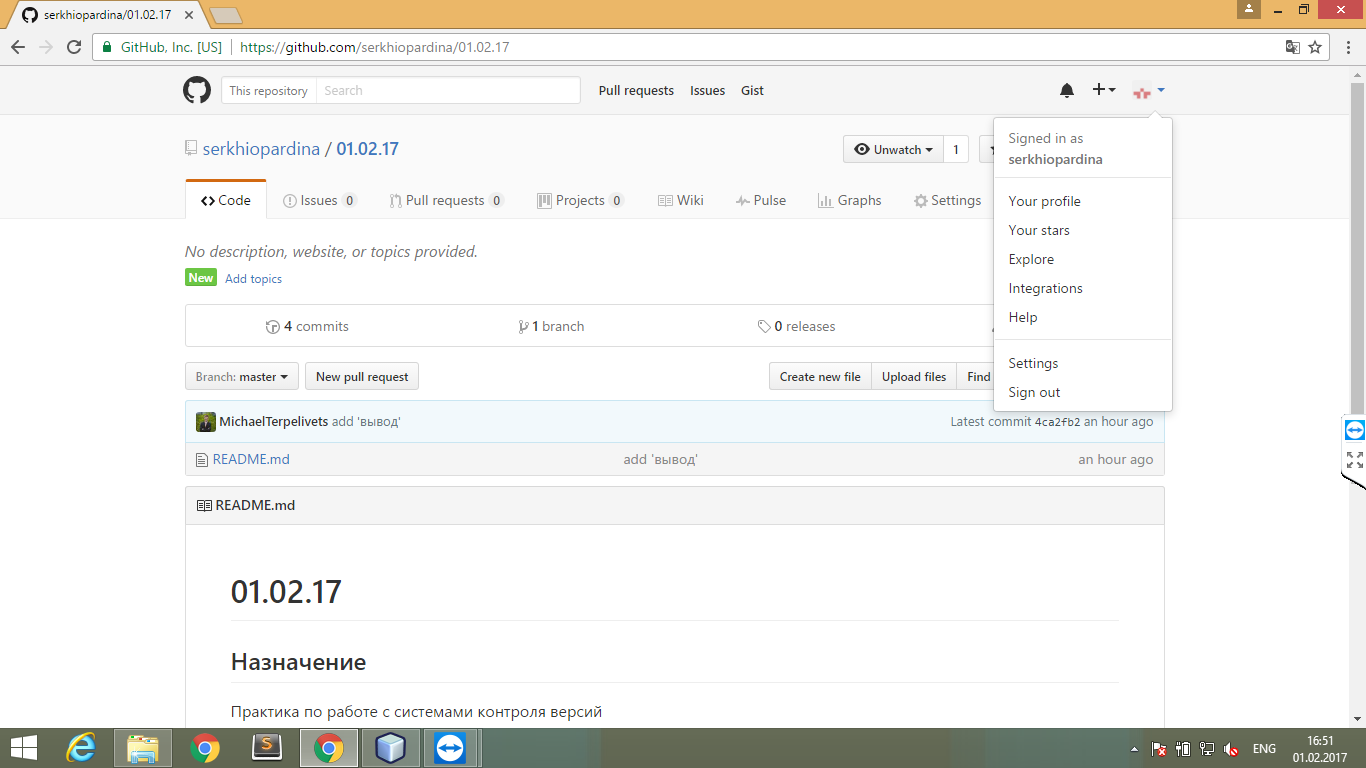 serkhiopardina/01.02.17
GitHub, Inc. [US] https://github.com/serkhiopardina/01.02.17
This repository Search Pull requests Issues Gist
Signed in as
serkhiopardina
Your profile
Your stars
Explore
Integrations
Help
Settings
Sign out
serkhiopardina / 01.02.17 Unwatch 1
Code Issues 0 Pull requests 0 Projects 0 Wiki Pulse Graphs Settings
No description, website, or topics provided.
New Add topics
4 commits 1 branch 0 releases
Branch: master New pull request Create new file Upload files Find
MichaelTerpelivets add 'вывод' Latest commit 4ca2fb2 an hour ago
README.md add 'вывод' an hour ago
README.md
01.02.17
Назначение
Практика по работе с системами контроля версий
ENG 16:51
01.02.2017